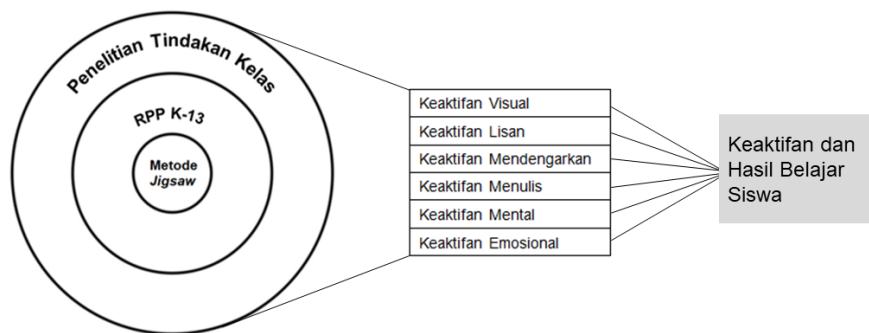 Penelitian Tindakan Kelas
RPP K-13
Metode
Jigsaw
Keaktifan Visual
Keaktifan Lisan
Keaktifan Mendengarkan
Keaktifan Menulis
Keaktifan Mental
Keaktifan Emosional
Keaktifan dan
Hasil Belajar
Siswa